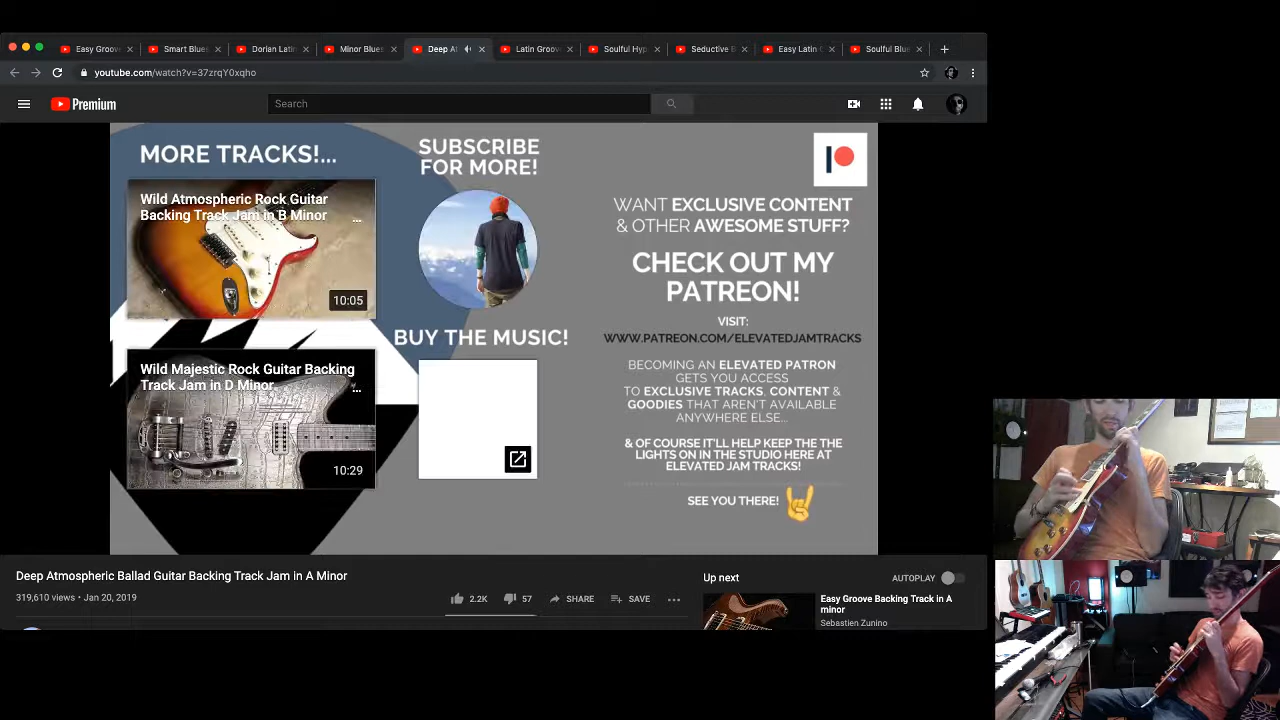 Easy Groove
Smart Blues
Dorian Latin
Minor Blues
Deep At
Latin Groov
Soulful Hyp
Seductive B
Easy Latin
Soulful Blue
youtube.com/watch?v=37zrqY0xqho
Premium
Search
MORE TRACKS!...
Wild Atmospheric Rock Guitar
Backing Track Jam in B Minor
...
10:05
Wild Majestic Rock Guitar Backing
Track Jam in D Minor
...
10:29
SUBSCRIBE
FOR MORE!
BUY THE MUSIC!
WANT EXCLUSIVE CONTENT
& OTHER AWESOME STUFF?
CHECK OUT MY
PATREON!
VISIT:
WWW.PATREON.COM/ELEVATEDJAMTRACKS
BECOMING AN ELEVATED PATRON
GETS YOU ACCESS
TO EXCLUSIVE TRACKS, CONTENT &
GOODIES THAT AREN'T AVAILABLE
ANYWHERE ELSE...
& OF COURSE IT'LL HELP KEEP THE THE
LIGHTS ON IN THE STUDIO HERE AT
ELEVATED JAM TRACKS!
SEE YOU THERE!
Deep Atmospheric Ballad Guitar Backing Track Jam in A Minor
319,610 views • Jan 20, 2019
2.2K
57
SHARE
SAVE
Up next
AUTOPLAY
Easy Groove Backing Track in A
minor
Sebastien Zunino